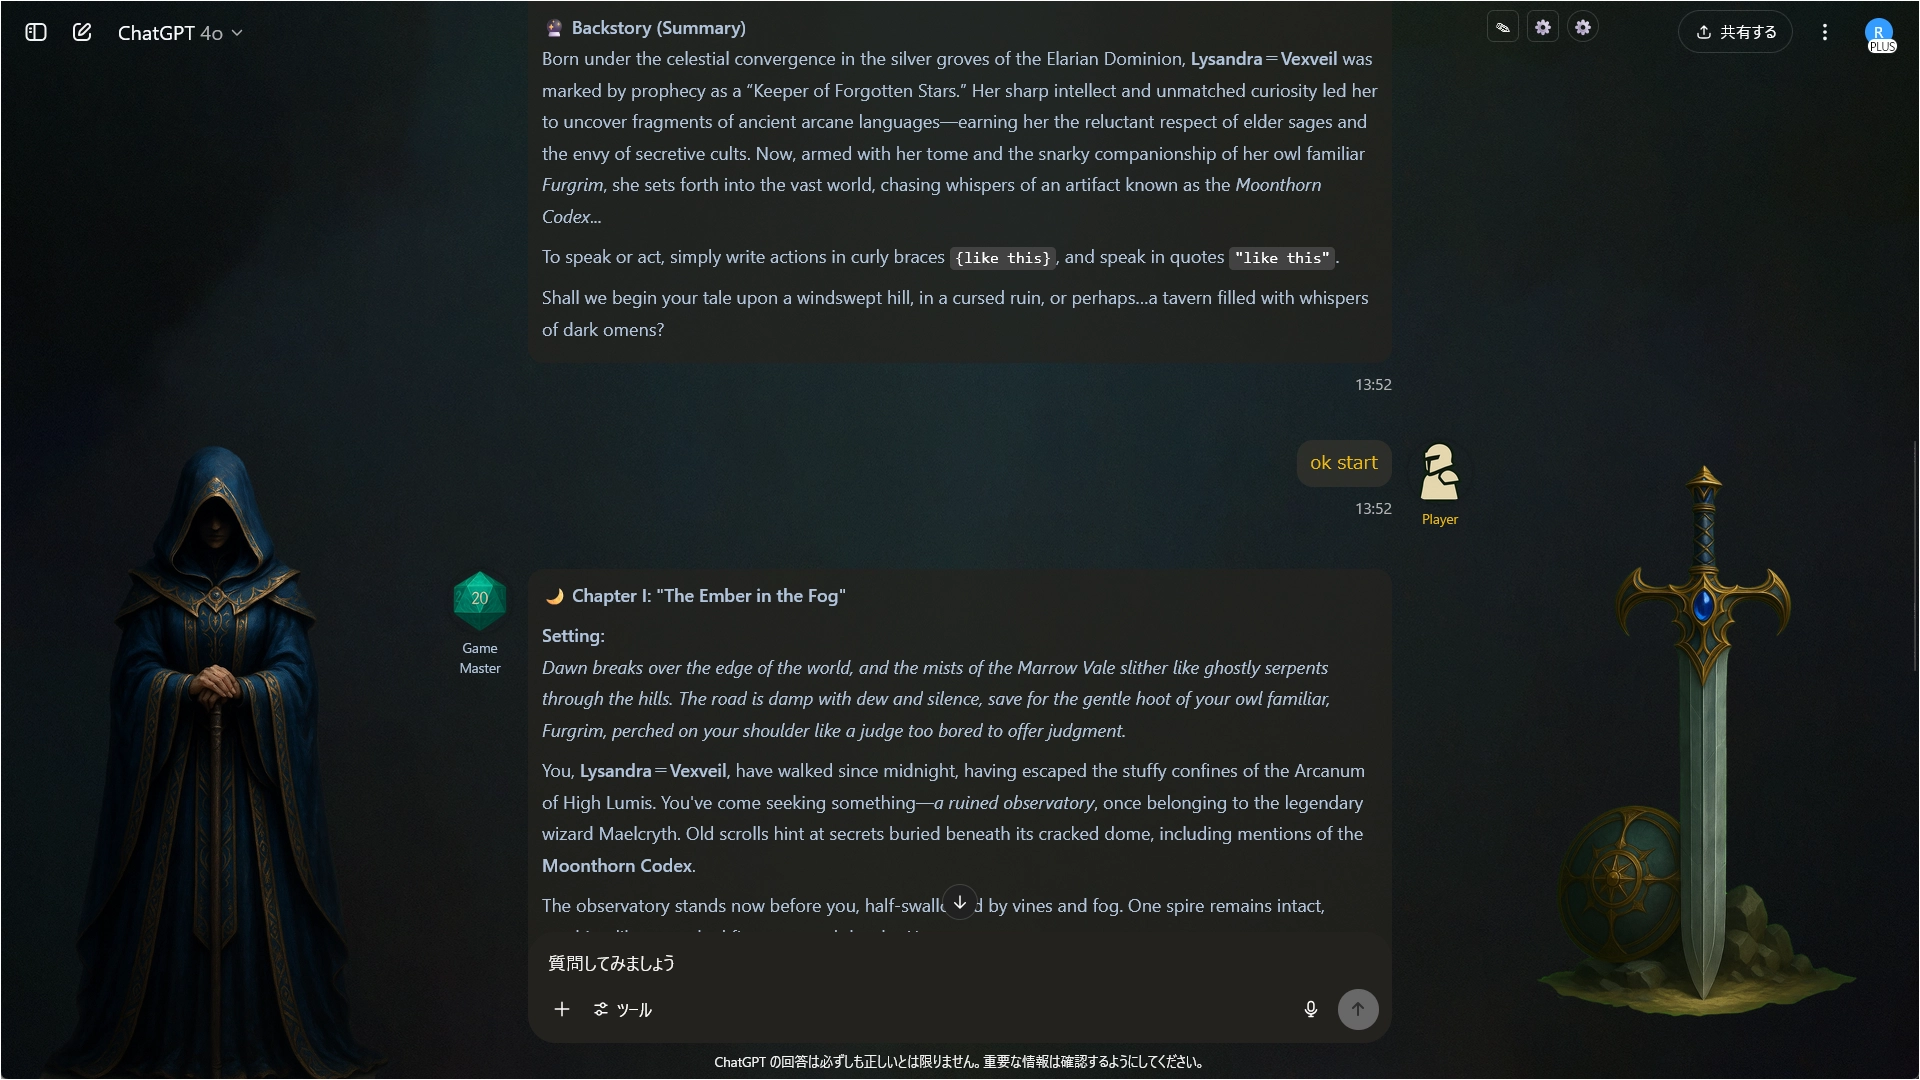 ChatGPT 4o
共有する
R
PLUS
🔮 Backstory (Summary)
Born under the celestial convergence in the silver groves of the Elarian Dominion, Lysandra＝Vexveil was
marked by prophecy as a “Keeper of Forgotten Stars.” Her sharp intellect and unmatched curiosity led her
to uncover fragments of ancient arcane languages—earning her the reluctant respect of elder sages and
the envy of secretive cults. Now, armed with her tome and the snarky companionship of her owl familiar
Furgrim, she sets forth into the vast world, chasing whispers of an artifact known as the Moonthorn
Codex...
To speak or act, simply write actions in curly braces {like this}, and speak in quotes "like this".
Shall we begin your tale upon a windswept hill, in a cursed ruin, or perhaps...a tavern filled with whispers
of dark omens?
13:52
ok start
Player
13:52
20
Game
Master
🌙 Chapter I: "The Ember in the Fog"
Setting:
Dawn breaks over the edge of the world, and the mists of the Marrow Vale slither like ghostly serpents
through the hills. The road is damp with dew and silence, save for the gentle hoot of your owl familiar,
Furgrim, perched on your shoulder like a judge too bored to offer judgment.
You, Lysandra＝Vexveil, have walked since midnight, having escaped the stuffy confines of the Arcanum
of High Lumis. You've come seeking something—a ruined observatory, once belonging to the legendary
wizard Maelcryth. Old scrolls hint at secrets buried beneath its cracked dome, including mentions of the
Moonthorn Codex.
The observatory stands now before you, by vines and fog. One spire remains intact,
質問してみましょう
ツール
ChatGPT の回答は必ずしも正しいとは限りません。重要な情報は確認するようにしてください。